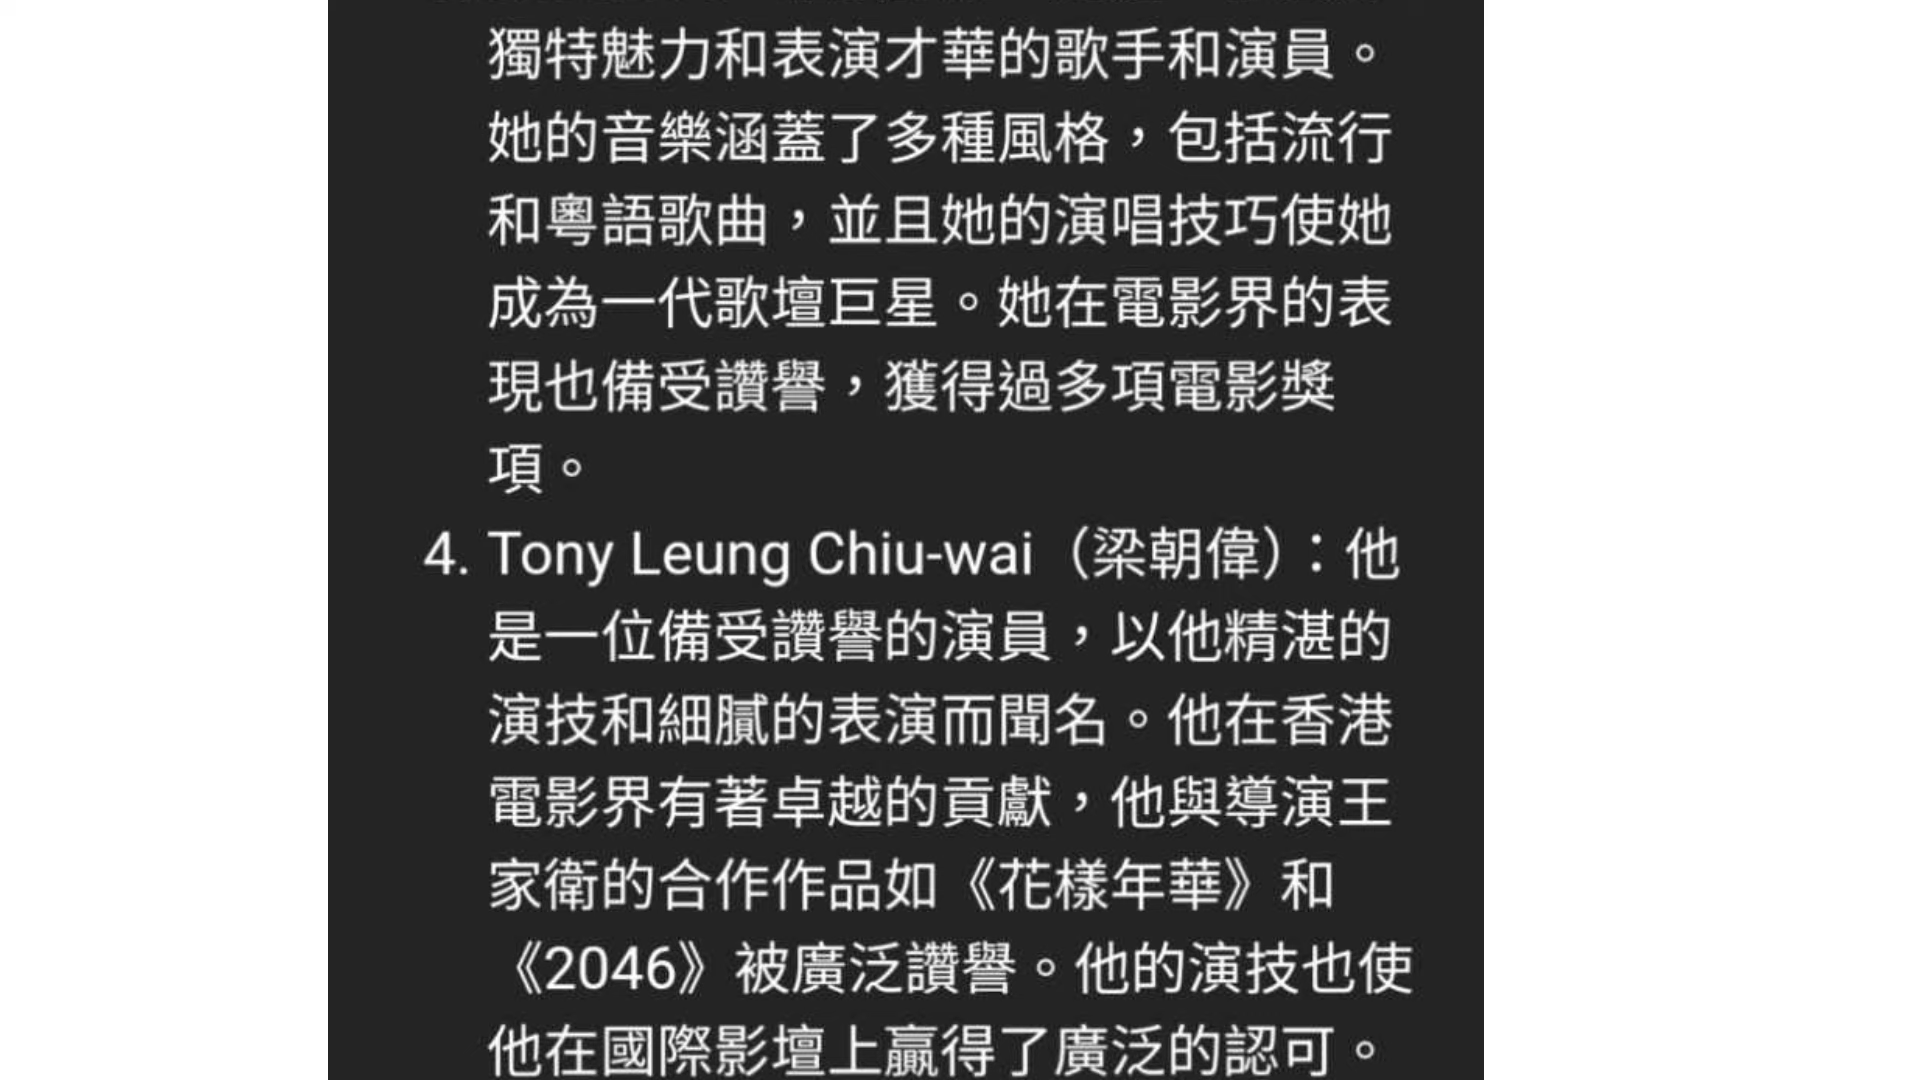 獨特魅力和表演才華的歌手和演員。
她的音樂涵蓋了多種風格，包括流行
和粵語歌曲，並且她的演唱技巧使她
成為一代歌壇巨星。她在電影界的表
現也備受讚譽，獲得過多項電影獎
項。
4. Tony Leung Chiu-wai（梁朝偉）：他
是一位備受讚譽的演員，以他精湛的
演技和細膩的表演而聞名。他在香港
電影界有著卓越的貢獻，他與導演王
家衛的合作作品如《花樣年華》和
《2046》被廣泛讚譽。他的演技也使
他在國際影壇上贏得了廣泛的認可。